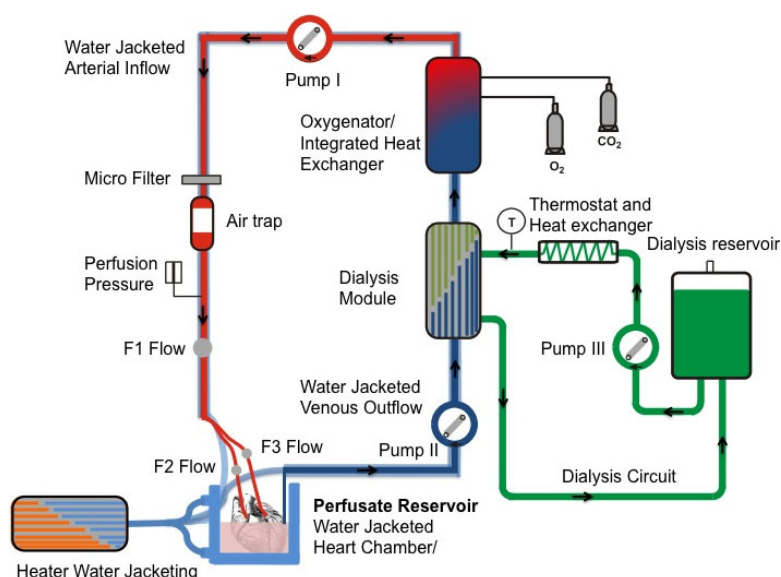 Water Jacketed
Arterial Inflow
Pump I
Oxygenator/
Integrated Heat
Exchanger
O2
CO2
Micro Filter
Air trap
Thermostat and
Heat exchanger
T
Dialysis reservoir
Perfusion
Pressure
Dialysis
Module
F1 Flow
Pump III
Water Jacketed
Venous Outflow
F3 Flow
F2 Flow
Pump II
Dialysis Circuit
Perfusate Reservoir
Water Jacketed
Heart Chamber/
Heater Water Jacketing